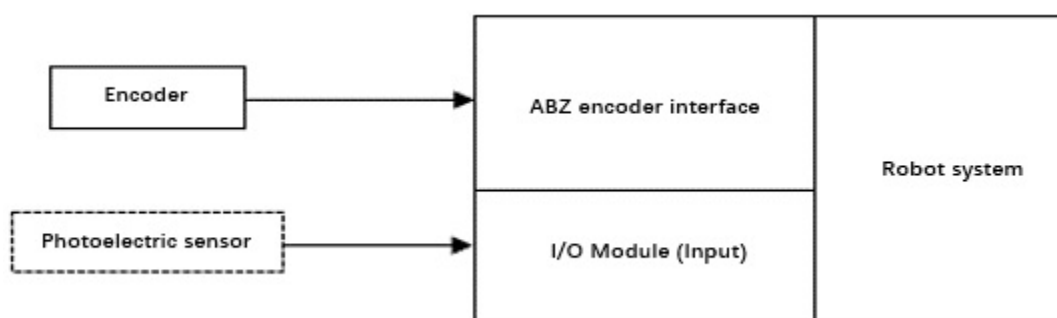 Encoder
ABZ encoder interface
Robot system
Photoelectric sensor
I/O Module (Input)